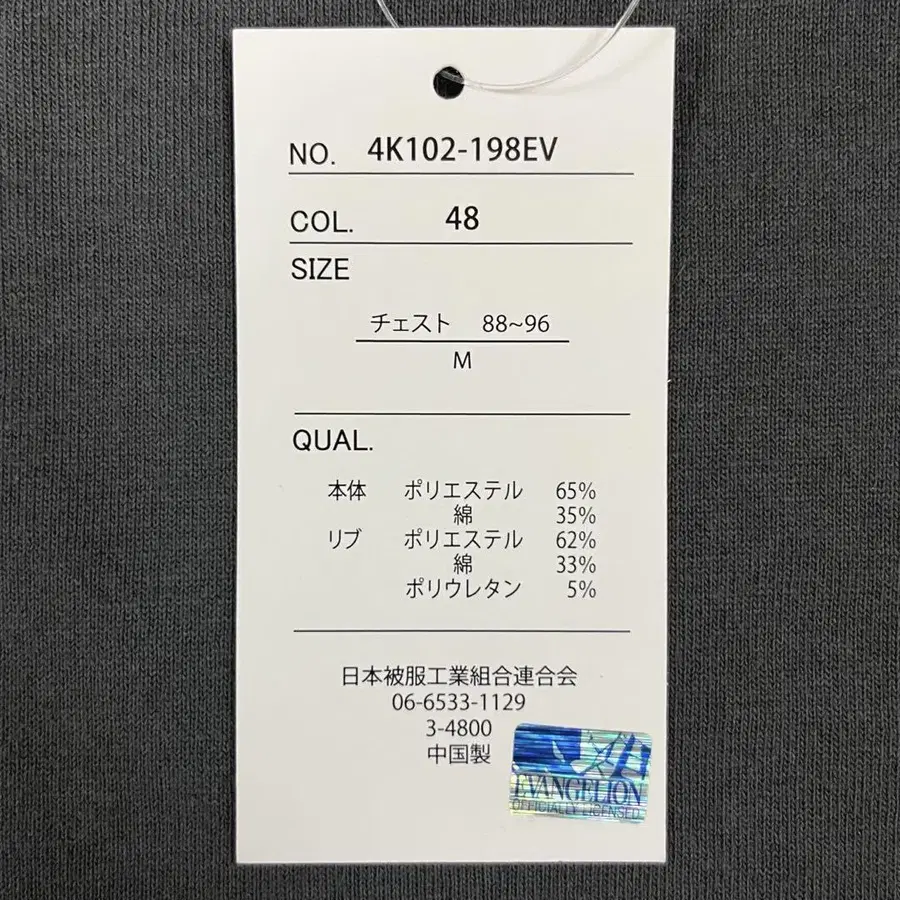 NO. 4K102-198EV
COL. 48
SIZE
チェスト 88~96
M
QUAL.
本体 ポリエステル 65%
綿 35%
リブ ポリエステル 62%
綿 33%
ポリウレタン 5%
日本被服工業組合連合会
06-6533-1129
3-4800
中国製
EVANGELION
OFFICIALLY LICENSED